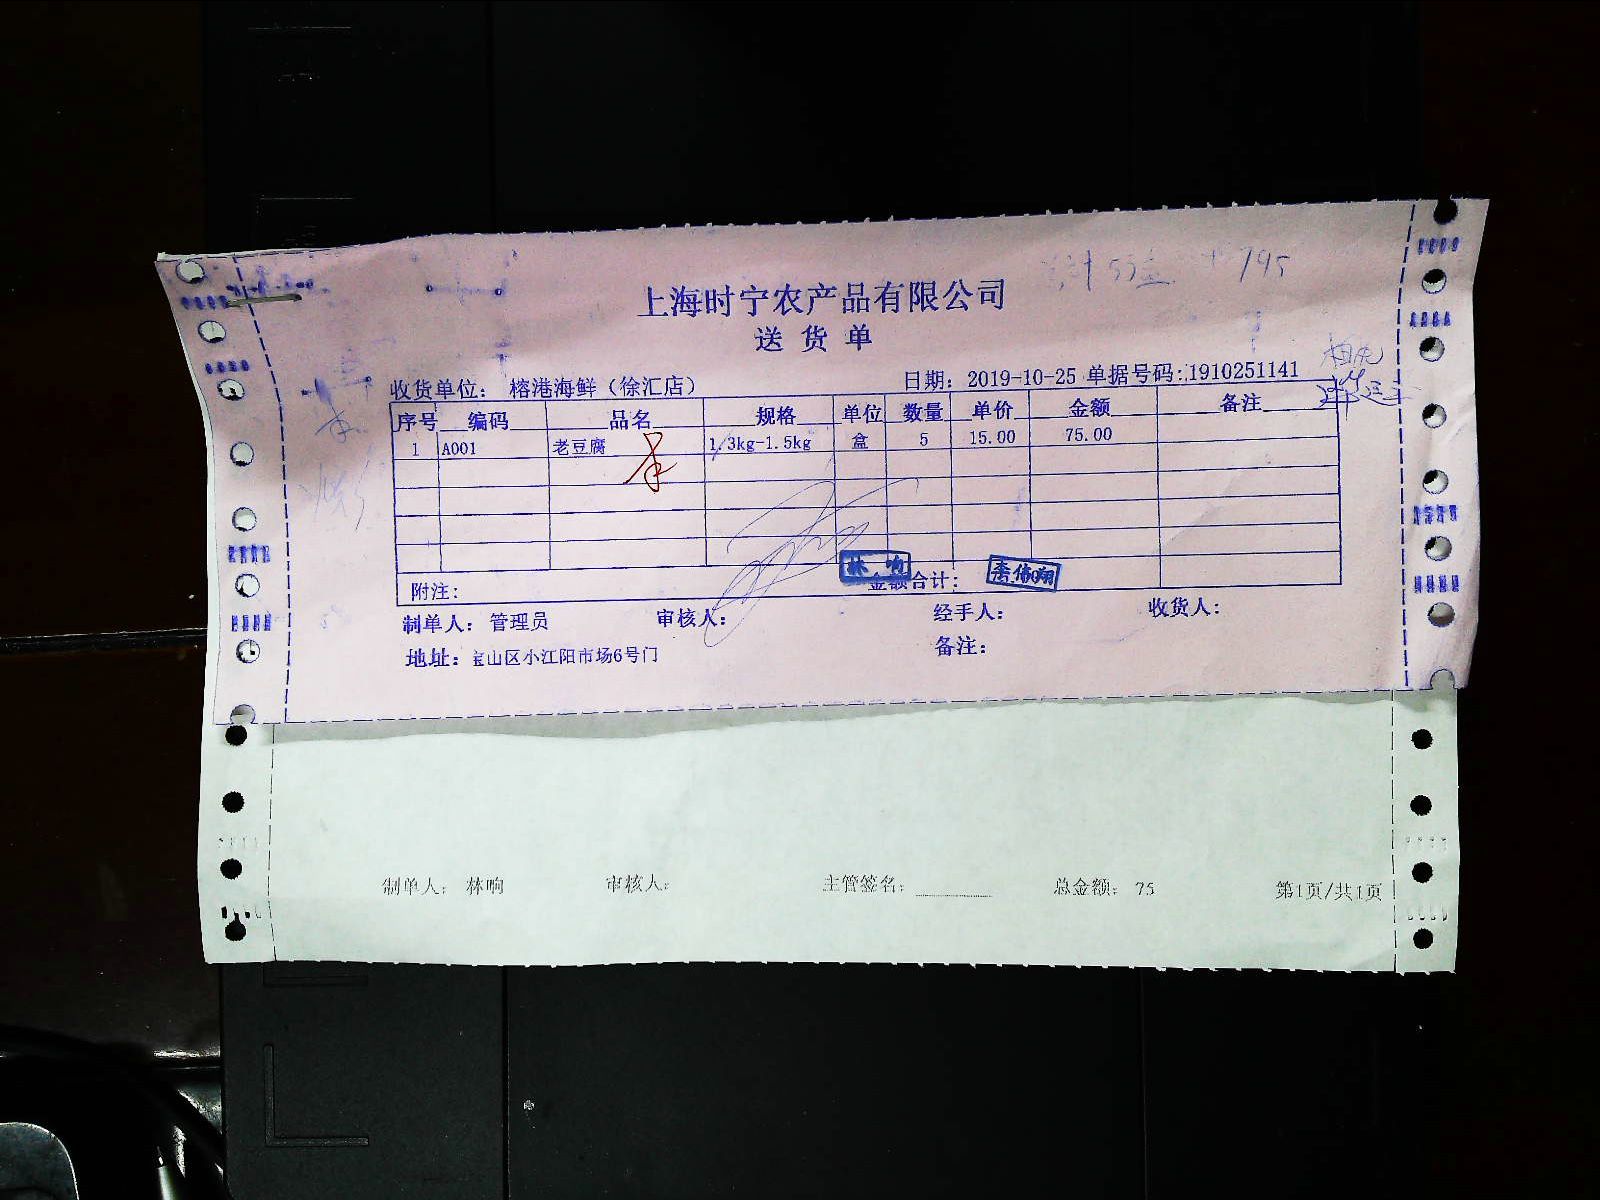 上海时宁农产品有限公司
送货单
收货单位: 榕港海鲜（徐汇店） 日期: 2019-10-25 单据号码: 1910251141
序号 编码 品名 规格 单位 数量 单价 金额 备注
1 A001 老豆腐 1.3kg-1.5kg 盒 5 15.00 75.00
林响 李伟翔
附注: 金额合计:
制单人: 管理员 审核人: 经手人: 收货人:
地址: 宝山区小江阳市场6号门 备注:
制单人: 林响 审核人: 主管签名: 总金额: 75 第1页/共1页